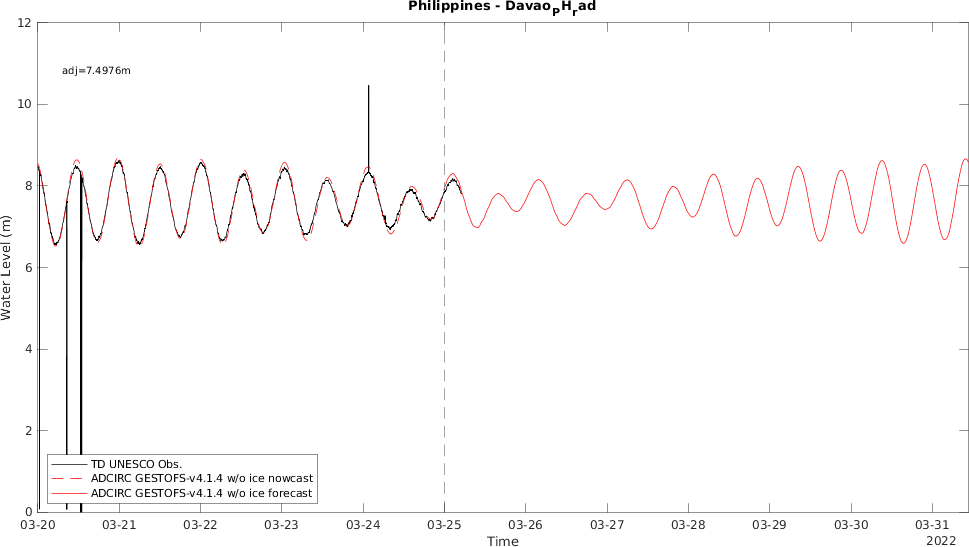 Philippines - DavaopHrad
adj=7.4976m
12
10
8
6
4
2
0
Water Level (m)
TD UNESCO Obs.
ADCIRC GESTOFS-v4.1.4 w/o ice nowcast
ADCIRC GESTOFS-v4.1.4 w/o ice forecast
03-20 03-21 03-22 03-23 03-24 03-25 03-26 03-27 03-28 03-29 03-30 03-31
Time
2022